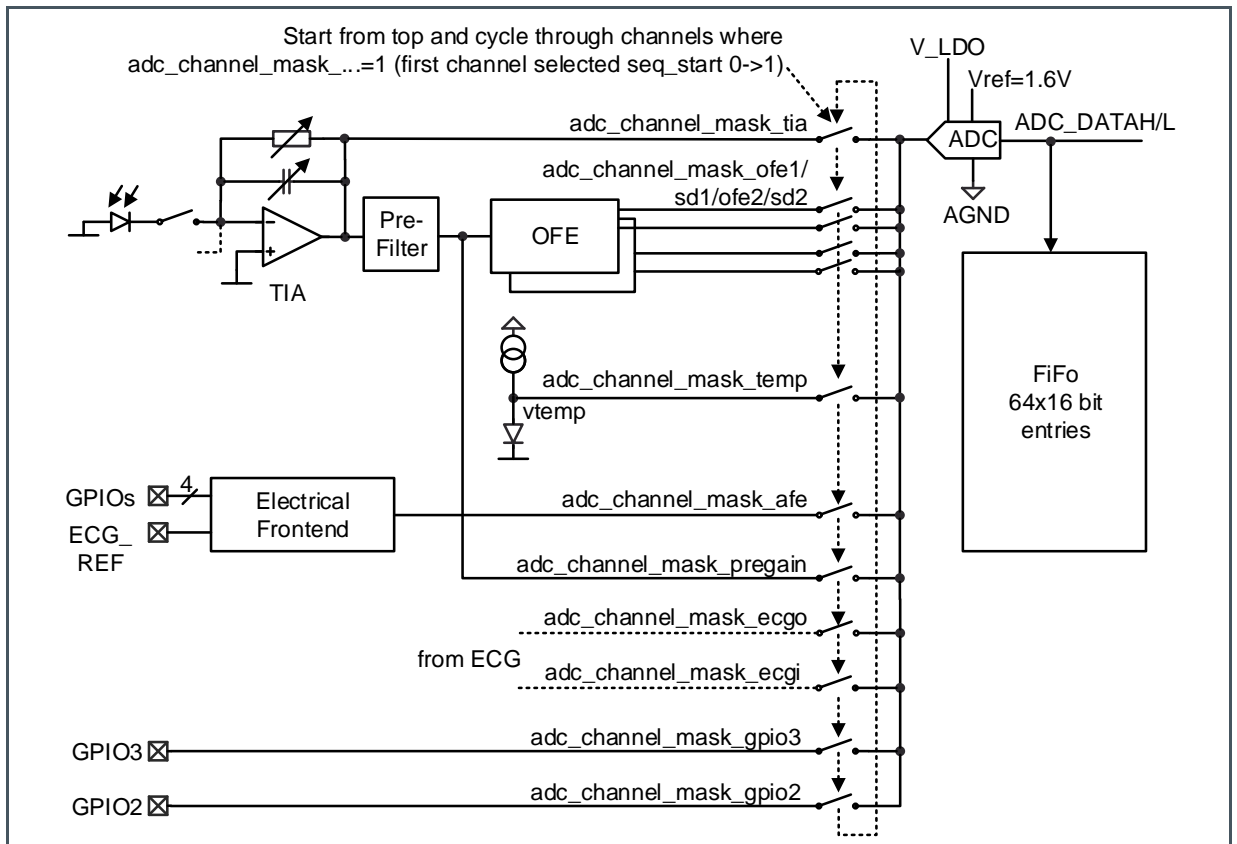 Start from top and cycle through channels where
adc_channel_mask_...=1 (first channel selected seq_start 0->1)
V_LDO
Vref=1.6V
adc_channel_mask_tia
ADC
ADC_DATAH/L
AGND
adc_channel_mask_ofe1/
sd1/ofe2/sd2
Pre-
Filter
OFE
TIA
adc_channel_mask_temp
vtemp
FiFo
64x16 bit
entries
GPIOs
4
ECG_
REF
Electrical
Frontend
adc_channel_mask_afe
adc_channel_mask_pregain
adc_channel_mask_ecgo
from ECG
adc_channel_mask_ecgi
GPIO3
adc_channel_mask_gpio3
GPIO2
adc_channel_mask_gpio2